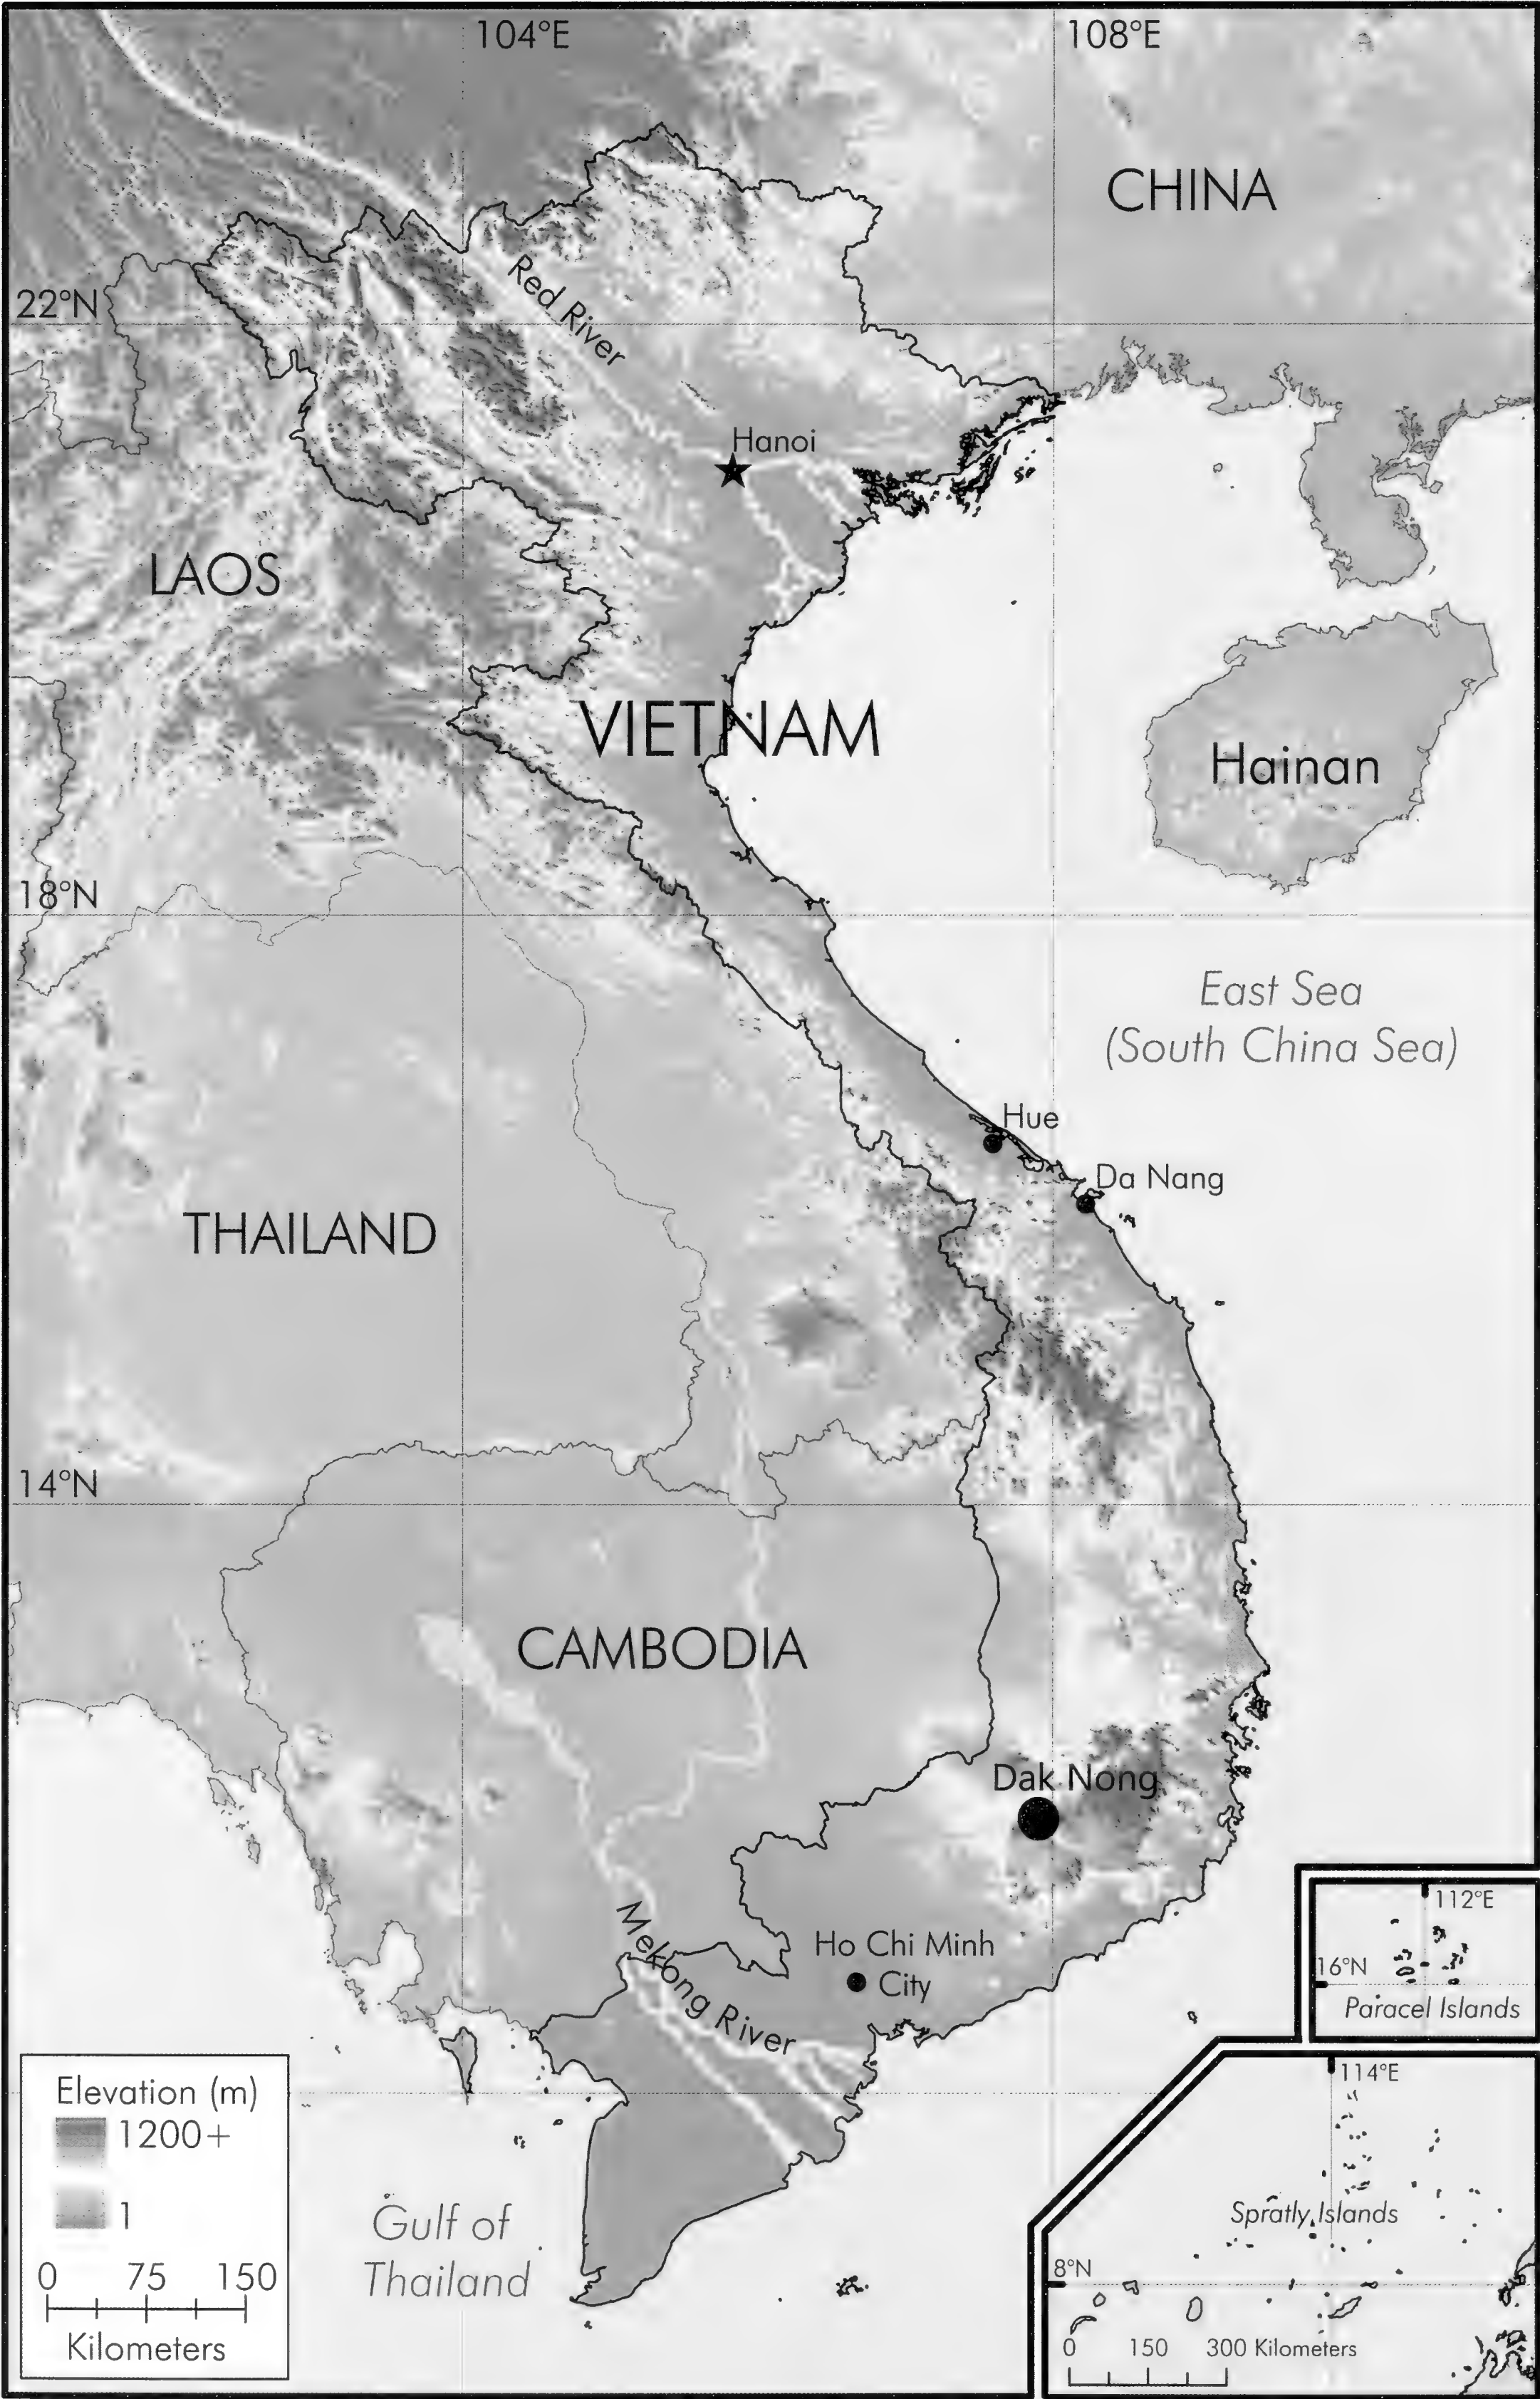 104°E
108°E
CHINA
22°N
Red River
Hanoi
LAOS
VIETNAM
Hainan
18°N
East Sea
(South China Sea)
Hue
Da Nang
THAILAND
14°N
CAMBODIA
Dak Nong
Mekong River
Ho Chi Minh
City
112°E
16°N
Paracel Islands
114°E
Spratly Islands
8°N
0 150 300 Kilometers
Gulf of
Thailand
Elevation (m)
1200+
1
0 75 150
Kilometers